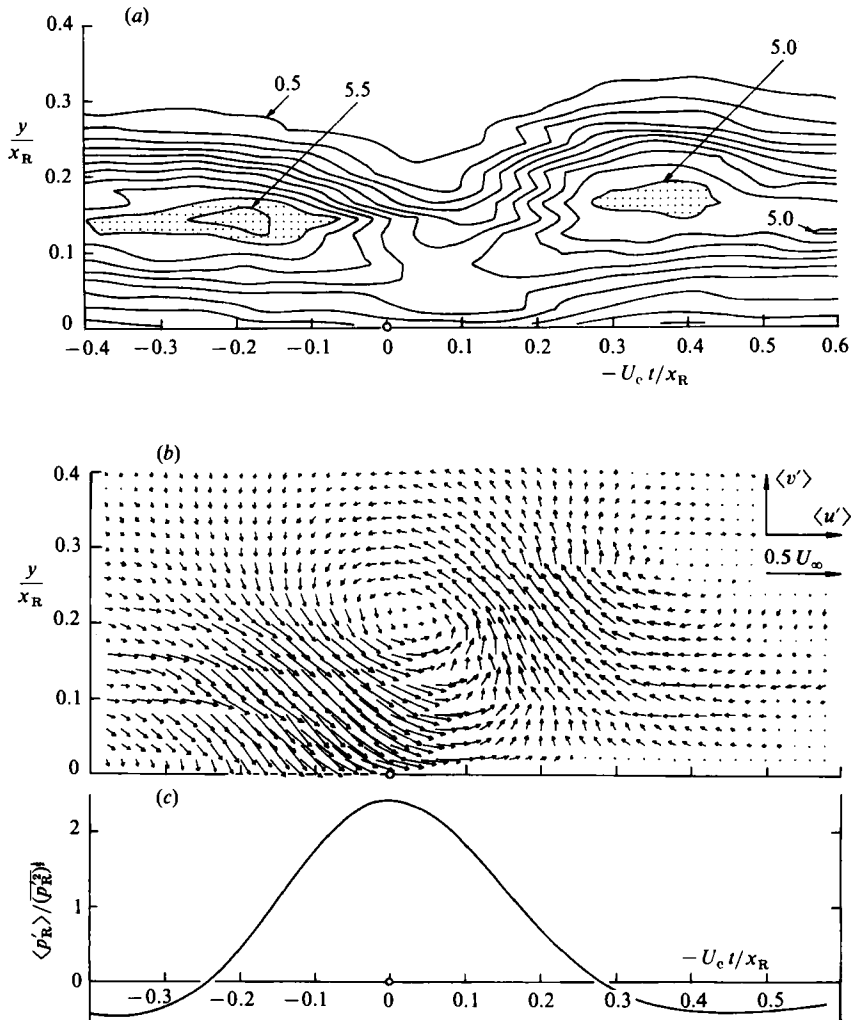 (a)
0.4
0.3
0.2
0.1
0
y
x_R
0.5
5.5
5.0
5.0
−0.4 −0.3 −0.2 −0.1 0 0.1 0.2 0.3 0.4 0.5 0.6
−U_c t/x_R
(b)
0.4
0.3
0.2
0.1
0
y
x_R
⟨v′⟩
⟨u′⟩
0.5 U_∞
(c)
2
1
0
⟨p′_R⟩/(p′²_R)^½
−U_c t/x_R
−0.3 −0.2 −0.1 0 0.1 0.2 0.3 0.4 0.5